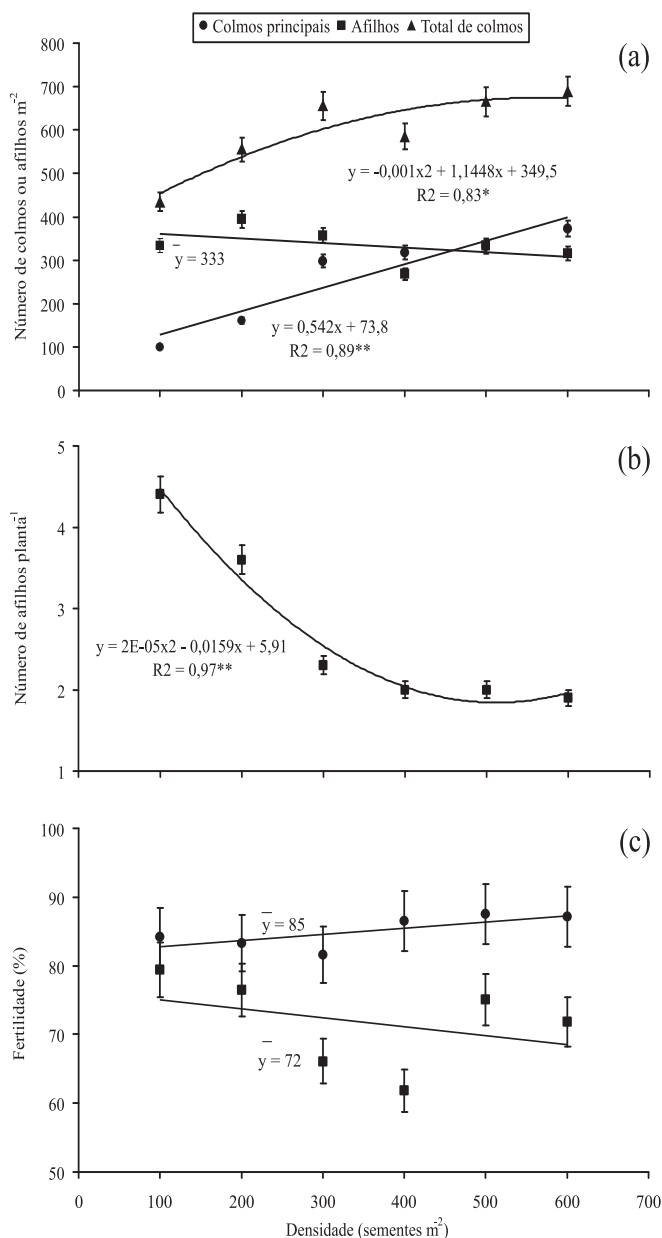 Colmos principais Afilhos Total de colmos
(a)
Número de colmos ou afilhos m-2
800
700
600
500
400
300
200
100
0
y = -0,001x2 + 1,1448x + 349,5
R2 = 0,83*
y = 333
y = 0,542x + 73,8
R2 = 0,89**
(b)
Número de afilhos planta-1
5
4
3
2
1
y = 2E-05x2 - 0,0159x + 5,91
R2 = 0,97**
(c)
Fertilidade (%)
100
90
80
70
60
50
y = 85
y = 72
100 200 300 400 500 600 700
Densidade (sementes m-2)